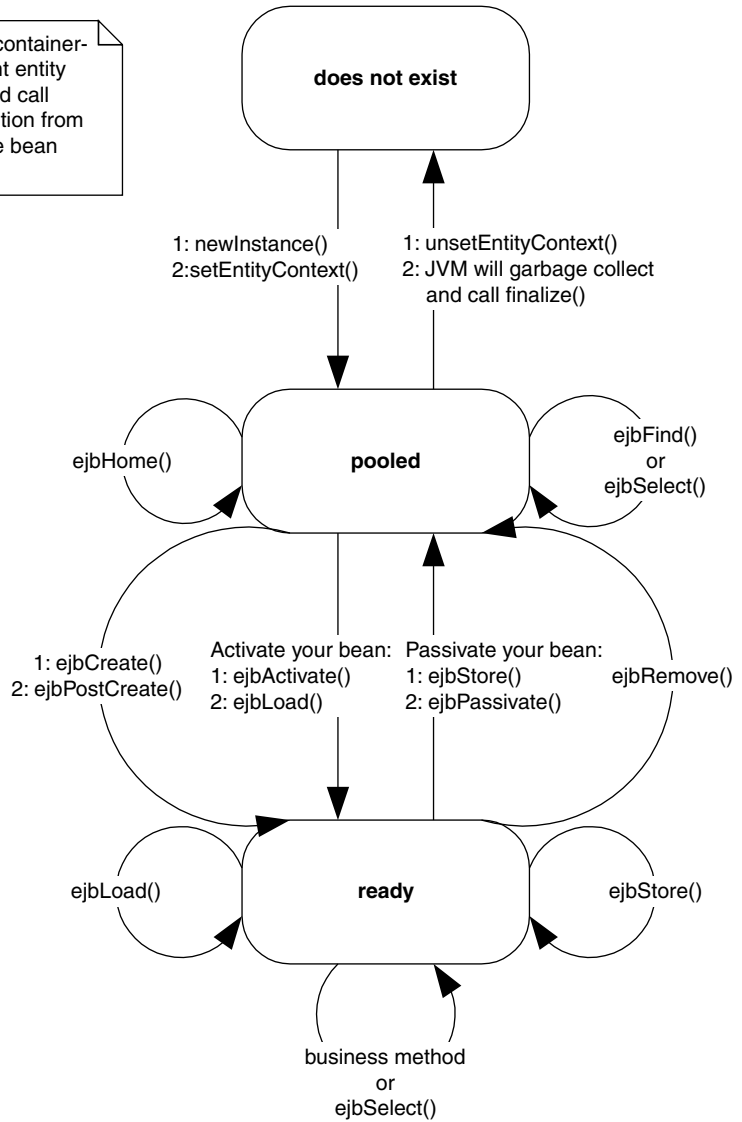 container-
nt entity
d call
tion from
e bean
does not exist
1: newInstance()
2:setEntityContext()
1: unsetEntityContext()
2: JVM will garbage collect
and call finalize()
ejbHome()
pooled
ejbFind()
or
ejbSelect()
1: ejbCreate()
2: ejbPostCreate()
Activate your bean:
1: ejbActivate()
2: ejbLoad()
Passivate your bean:
1: ejbStore()
2: ejbPassivate()
ejbRemove()
ejbLoad()
ready
ejbStore()
business method
or
ejbSelect()